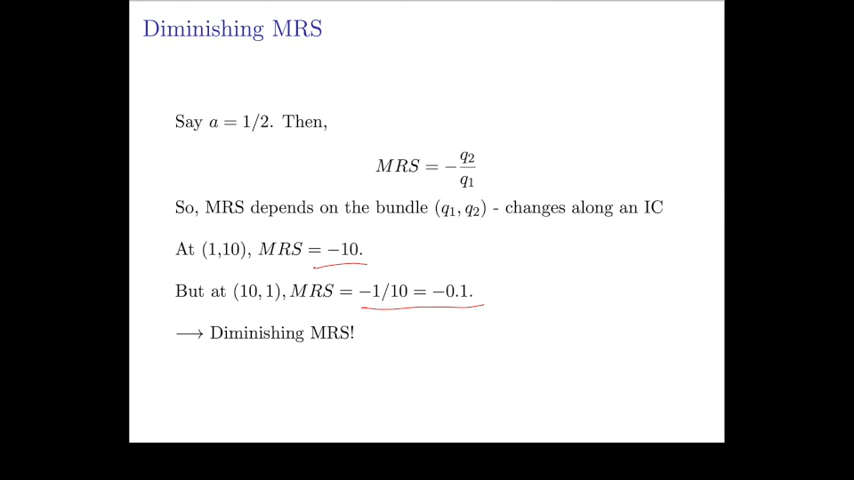 Diminishing MRS
Say a = 1/2. Then,
MRS = −q₂/q₁
So, MRS depends on the bundle (q₁, q₂) - changes along an IC
At (1,10), MRS = −10.
But at (10, 1), MRS = −1/10 = −0.1.
⟶ Diminishing MRS!